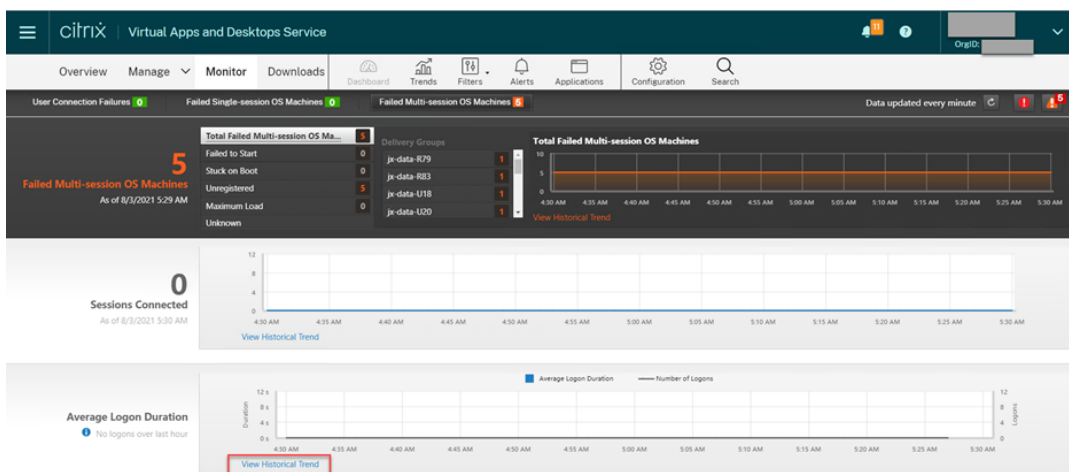 citrix | Virtual Apps and Desktops Service
11
OrgID:
Overview Manage Monitor Downloads
Dashboard Trends Filters Alerts Applications Configuration Search
User Connection Failures 0 Failed Single-session OS Machines 0 Failed Multi-session OS Machines 5 Data updated every minute 5
5
Failed Multi-session OS Machines
As of 8/3/2021 5:29 AM
Total Failed Multi-session OS Ma... 5
Failed to Start 0
Stuck on Boot 0
Unregistered 5
Maximum Load 0
Unknown
Delivery Groups
jx-data-R79 1
jx-data-R83 1
jx-data-U18 1
jx-data-U20 1
Total Failed Multi-session OS Machines
10
5
0
4:30 AM 4:35 AM 4:40 AM 4:45 AM 4:50 AM 4:55 AM 5:00 AM 5:05 AM 5:10 AM 5:15 AM 5:20 AM 5:25 AM 5:30 AM
View Historical Trend
0
Sessions Connected
As of 8/3/2021 5:30 AM
12
8
4
0
4:30 AM 4:35 AM 4:40 AM 4:45 AM 4:50 AM 4:55 AM 5:00 AM 5:05 AM 5:10 AM 5:15 AM 5:20 AM 5:25 AM 5:30 AM
View Historical Trend
Average Logon Duration
No logons over last hour
Average Logon Duration Number of Logons
Duration
12 s
8 s
4 s
0 s
12
8
4
0
Logons
4:30 AM 4:35 AM 4:40 AM 4:45 AM 4:50 AM 4:55 AM 5:00 AM 5:05 AM 5:10 AM 5:15 AM 5:20 AM 5:25 AM 5:30 AM
View Historical Trend